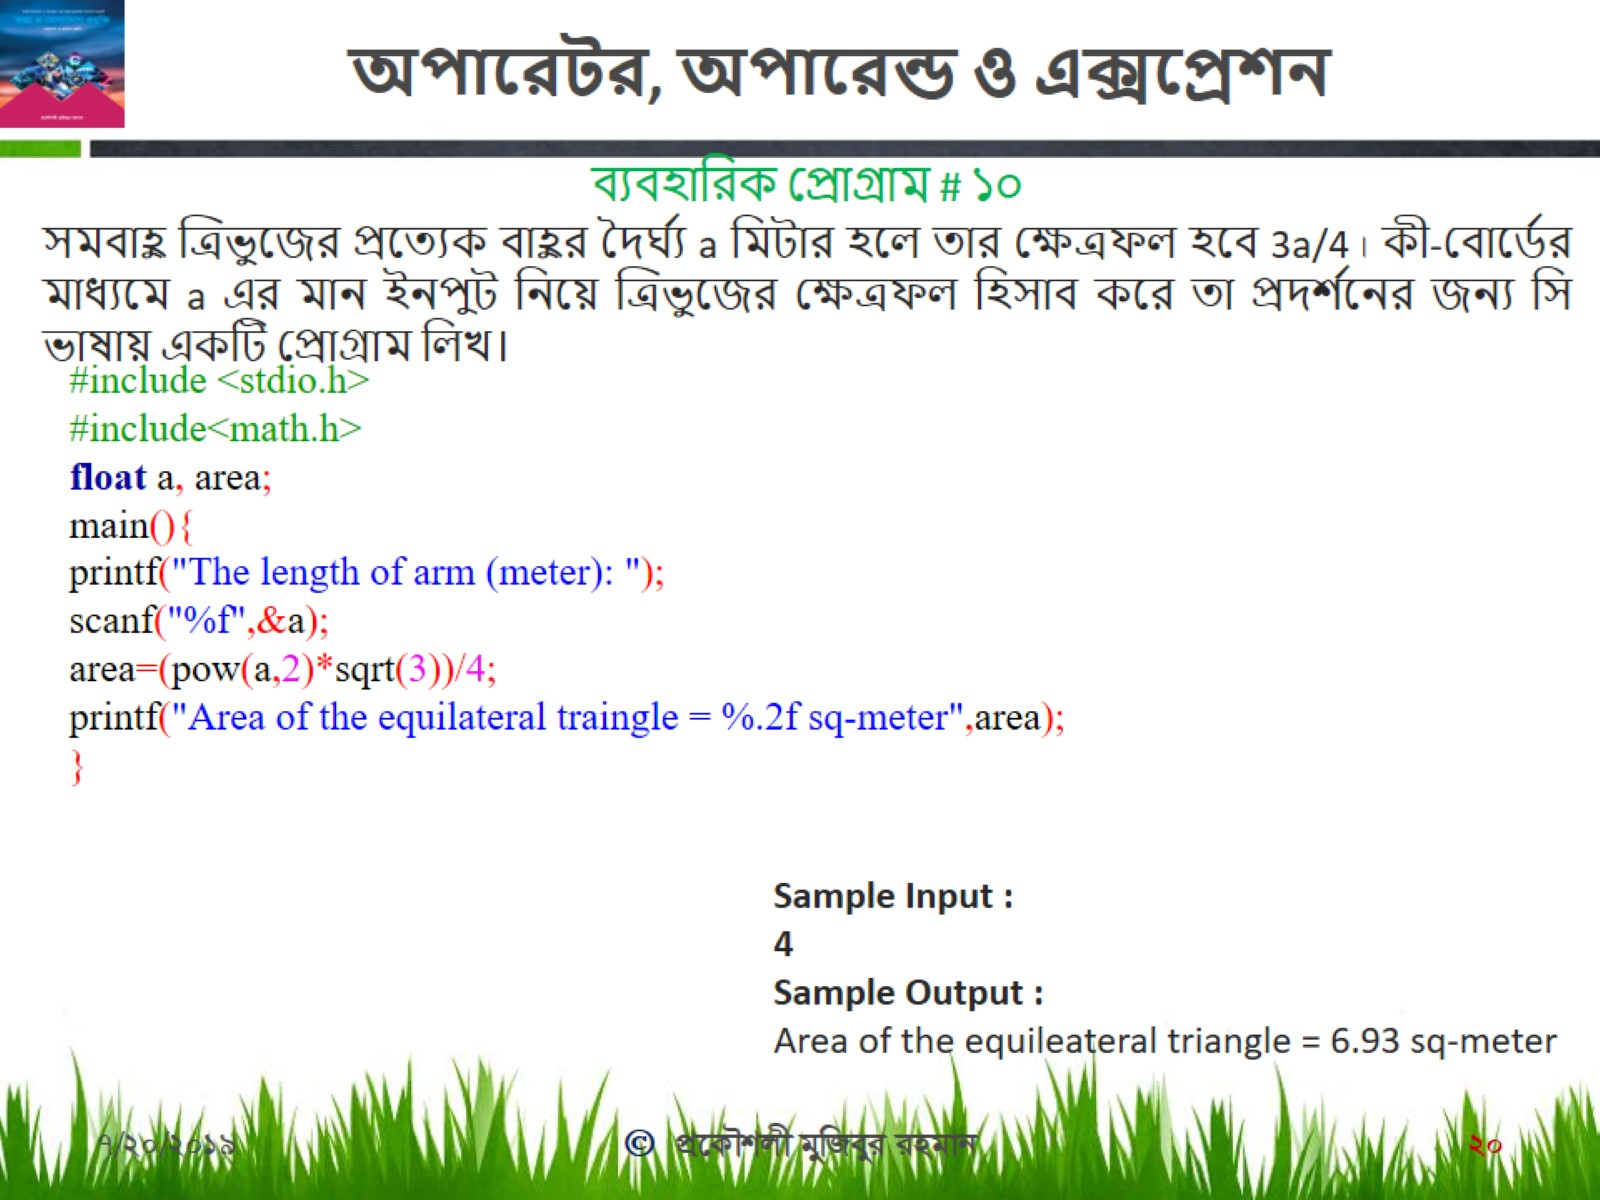 অপারেটর, অপারেন্ড ও এক্সপ্রেশন
ব্যবহারিক প্রোগ্রাম # ১০
সমবাহু ত্রিভুজের প্রত্যেক বাহুর দৈর্ঘ্য a মিটার হলে তার ক্ষেত্রফল হবে 3a/4। কী-বোর্ডের
মাধ্যমে a এর মান ইনপুট নিয়ে ত্রিভুজের ক্ষেত্রফল হিসাব করে তা প্রদর্শনের জন্য সি
ভাষায় একটি প্রোগ্রাম লিখ।
#include <stdio.h>
#include<math.h>
float a, area;
main(){
printf("The length of arm (meter): ");
scanf("%f",&a);
area=(pow(a,2)*sqrt(3))/4;
printf("Area of the equilateral traingle = %.2f sq-meter",area);
}
Sample Input :
4
Sample Output :
Area of the equileateral triangle = 6.93 sq-meter
৭/২০/২০১৯
© প্রকৌশলী মুজিবুর রহমান
২০